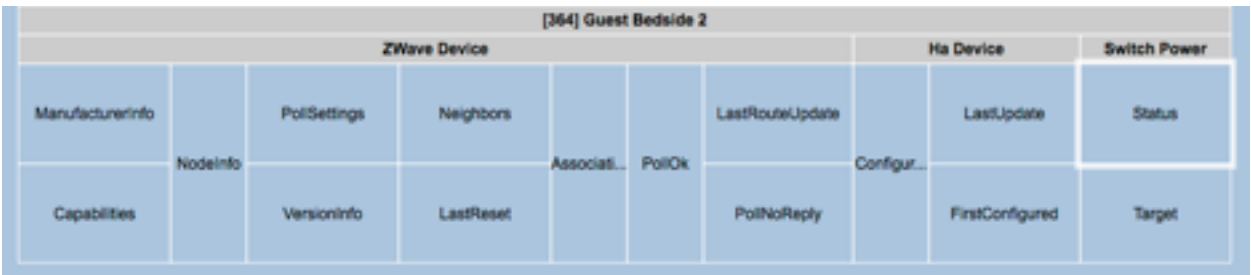 [364] Guest Bedside 2
ZWave Device Ha Device Switch Power
ManufacturerInfo PollSettings Neighbors LastRouteUpdate LastUpdate Status
NodeInfo Associati... PollOk Configur...
Capabilities VersionInfo LastReset PollNoReply FirstConfigured Target